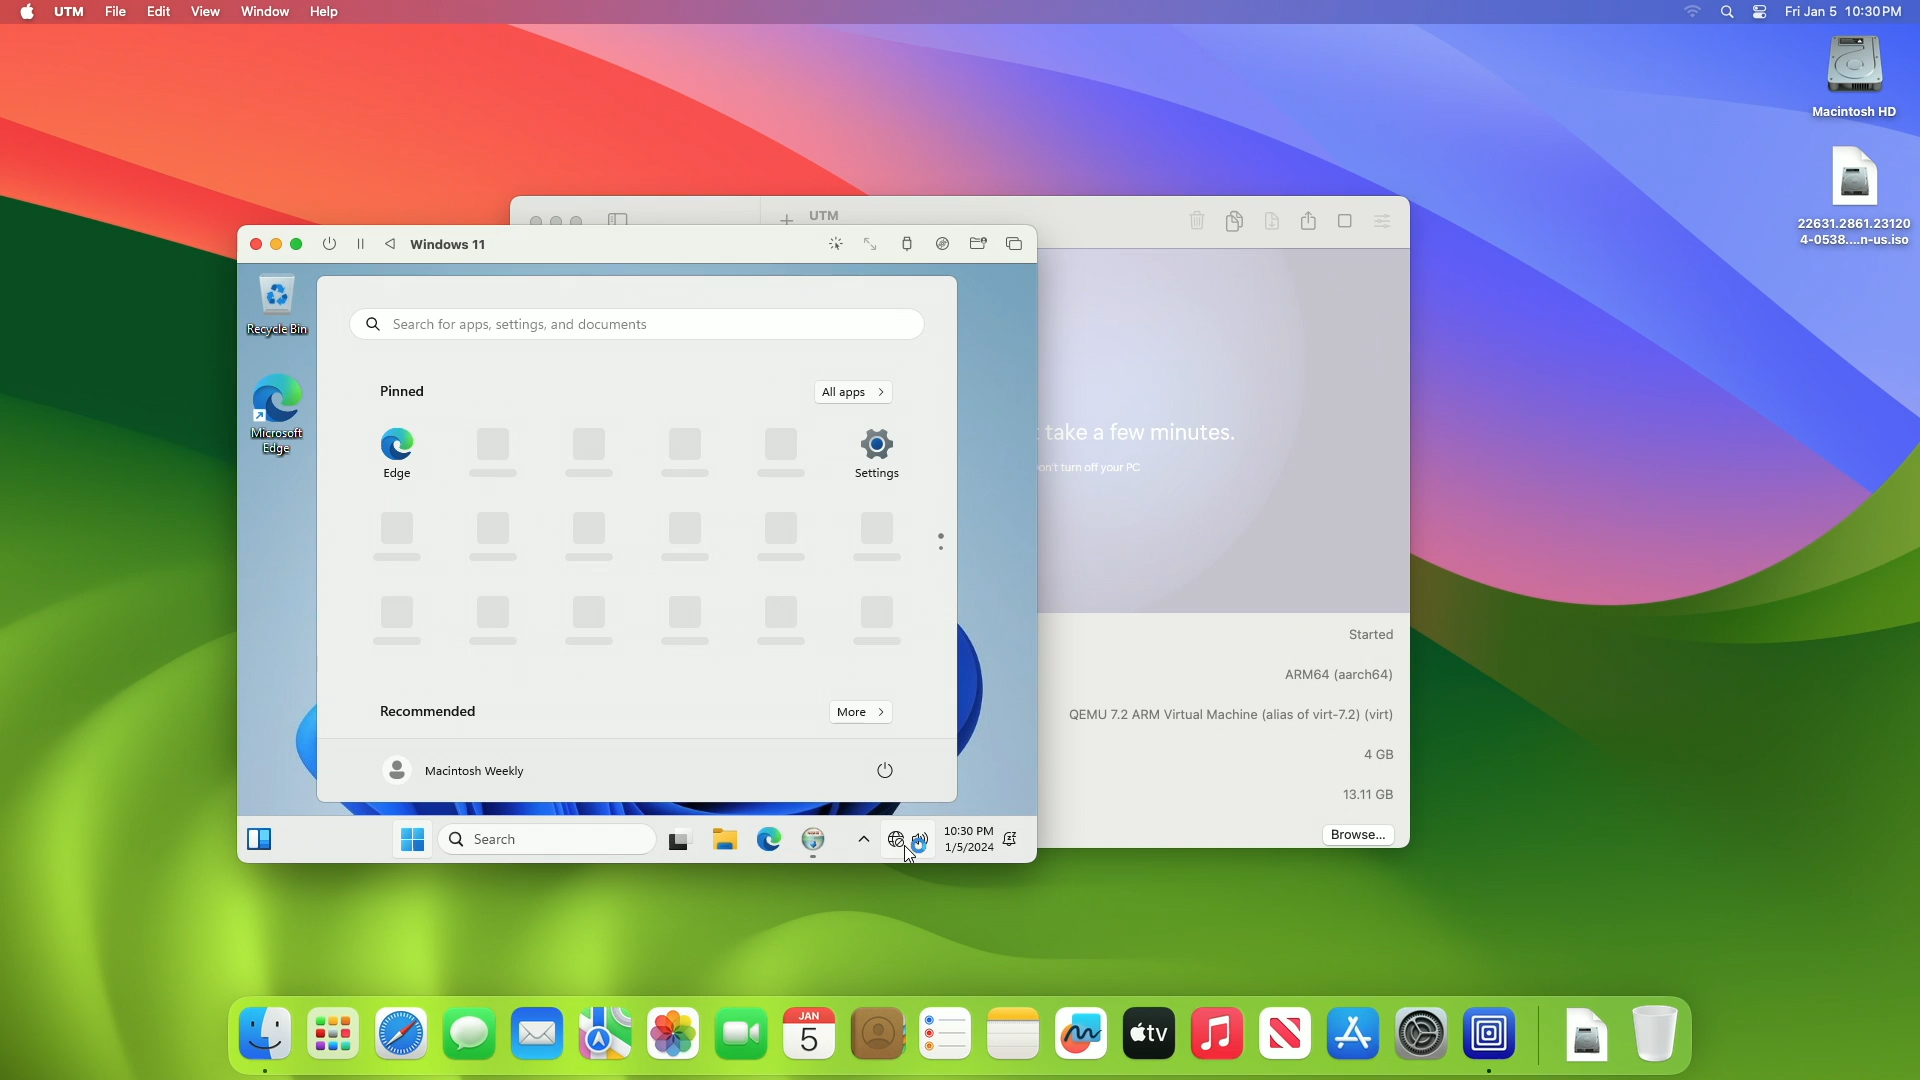 UTM File Edit View Window Help
Fri Jan 5 10:30 PM
Macintosh HD
22631.2861.23120
4-0538....n-us.iso
UTM
Windows 11
Recycle Bin
Microsoft
Edge
Search for apps, settings, and documents
Pinned
All apps
Edge
Settings
take a few minutes.
on't turn off your PC
Started
ARM64 (aarch64)
QEMU 7.2 ARM Virtual Machine (alias of virt-7.2) (virt)
4 GB
13.11 GB
Browse...
Recommended
More
Macintosh Weekly
Search
10:30 PM
1/5/2024
JAN
5
tv